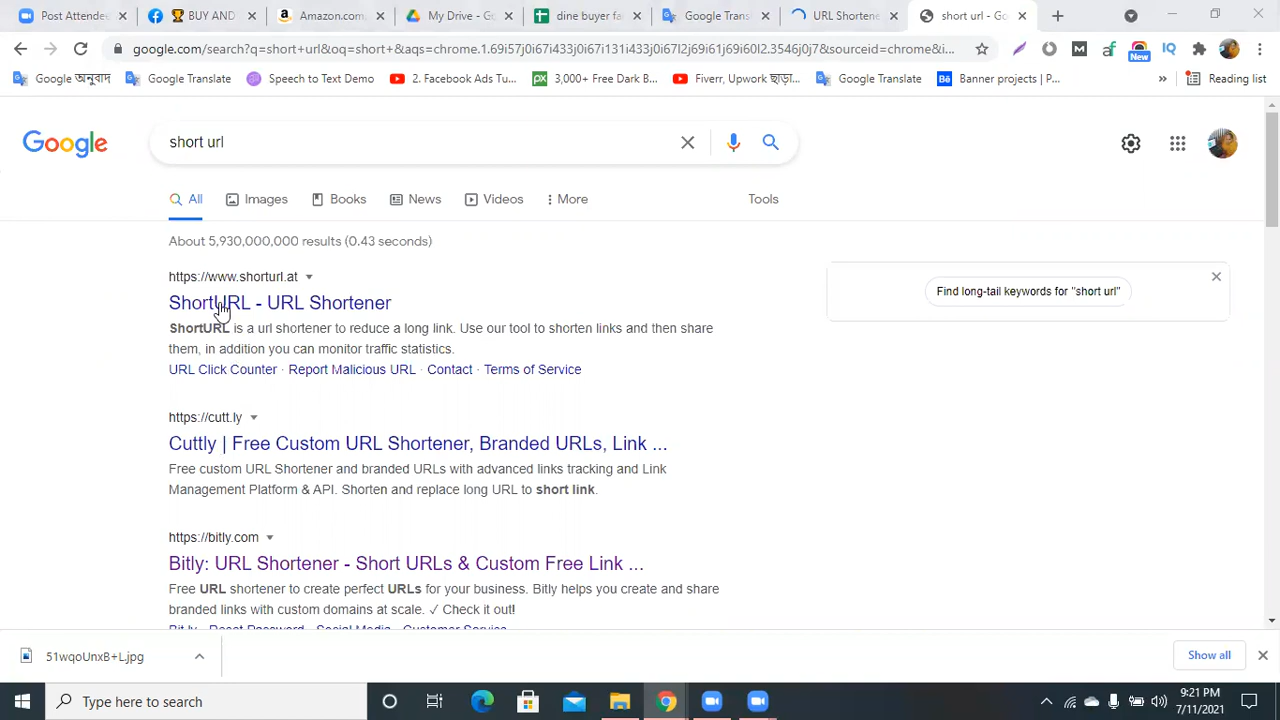 Post Attende
BUY AND
Amazon.com.
My Drive - Go
dine buyer fa
Google Trans
URL Shortene
short url - Go
google.com/search?q=short+url&oq=short+&aqs=chrome.1.69i57j0i67i433j0i67i131i433j0i67l2j69i61j69i60l2.3546j0j7&sourceid=chrome&i...
New
Google অনুবাদ
Google Translate
Speech to Text Demo
2. Facebook Ads Tu...
3,000+ Free Dark B...
Fiverr, Upwork ছাড়া...
Google Translate
Banner projects | P...
Reading list
Google
short url
All
Images
Books
News
Videos
More
Tools
About 5,930,000,000 results (0.43 seconds)
https://www.shorturl.at
ShortURL - URL Shortener
ShortURL is a url shortener to reduce a long link. Use our tool to shorten links and then share
them, in addition you can monitor traffic statistics.
URL Click Counter · Report Malicious URL · Contact · Terms of Service
Find long-tail keywords for "short url"
https://cutt.ly
Cuttly | Free Custom URL Shortener, Branded URLs, Link ...
Free custom URL Shortener and branded URLs with advanced links tracking and Link
Management Platform & API. Shorten and replace long URL to short link.
https://bitly.com
Bitly: URL Shortener - Short URLs & Custom Free Link ...
Free URL shortener to create perfect URLs for your business. Bitly helps you create and share
branded links with custom domains at scale. ✓ Check it out!
Bit.ly · Reset Password · Social Media · Customer Service
51wqoUnxB+L.jpg
Show all
Type here to search
9:21 PM
7/11/2021